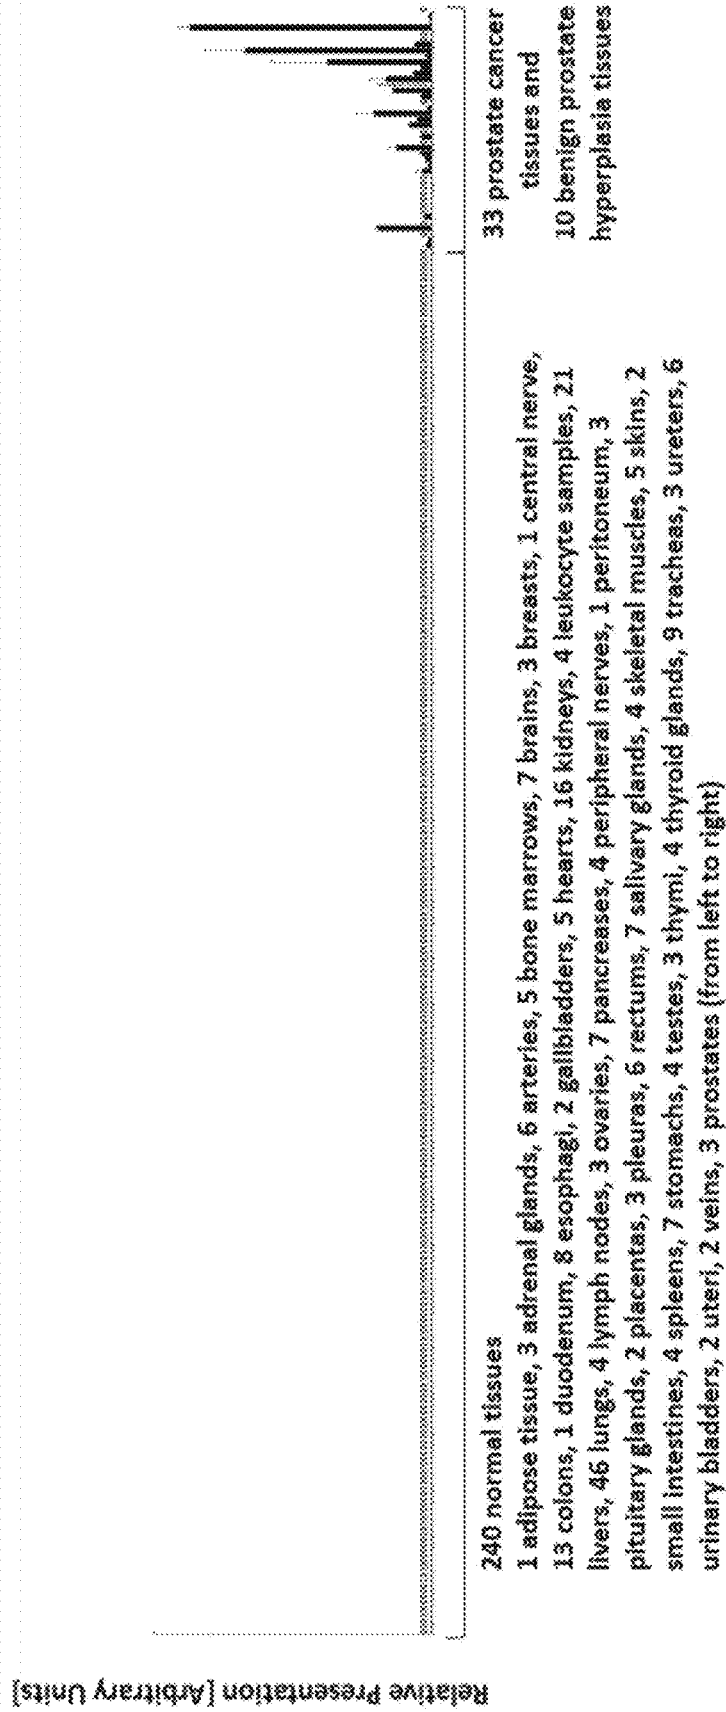 Relative Presentation [Arbitrary Units]
240 normal tissues
1 adipose tissue, 3 adrenal glands, 6 arteries, 5 bone marrows, 7 brains, 3 breasts, 1 central nerve,
13 colons, 1 duodenum, 8 esophagi, 2 gallbladders, 5 hearts, 16 kidneys, 4 leukocyte samples, 21
livers, 46 lungs, 4 lymph nodes, 3 ovaries, 7 pancreases, 4 peripheral nerves, 1 peritoneum, 3
pituitary glands, 2 placentas, 3 pleuras, 6 rectums, 7 salivary glands, 4 skeletal muscles, 5 skins, 2
small intestines, 4 spleens, 7 stomachs, 4 testes, 3 thymi, 4 thyroid glands, 9 tracheas, 3 ureters, 6
urinary bladders, 2 uteri, 2 veins, 3 prostates (from left to right)
33 prostate cancer
tissues and
10 benign prostate
hyperplasia tissues